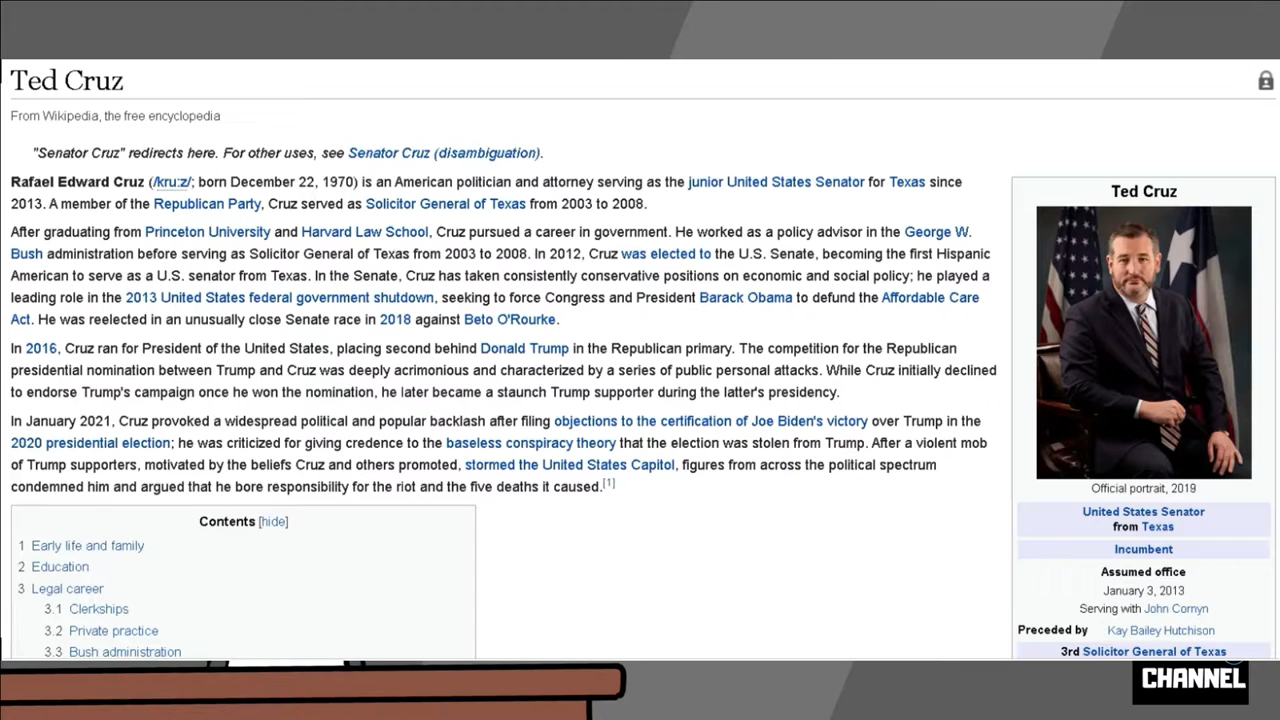 Ted Cruz
From Wikipedia, the free encyclopedia
"Senator Cruz" redirects here. For other uses, see Senator Cruz (disambiguation).
Rafael Edward Cruz (/kruːz/; born December 22, 1970) is an American politician and attorney serving as the junior United States Senator for Texas since
2013. A member of the Republican Party, Cruz served as Solicitor General of Texas from 2003 to 2008.
After graduating from Princeton University and Harvard Law School, Cruz pursued a career in government. He worked as a policy advisor in the George W.
Bush administration before serving as Solicitor General of Texas from 2003 to 2008. In 2012, Cruz was elected to the U.S. Senate, becoming the first Hispanic
American to serve as a U.S. senator from Texas. In the Senate, Cruz has taken consistently conservative positions on economic and social policy; he played a
leading role in the 2013 United States federal government shutdown, seeking to force Congress and President Barack Obama to defund the Affordable Care
Act. He was reelected in an unusually close Senate race in 2018 against Beto O'Rourke.
In 2016, Cruz ran for President of the United States, placing second behind Donald Trump in the Republican primary. The competition for the Republican
presidential nomination between Trump and Cruz was deeply acrimonious and characterized by a series of public personal attacks. While Cruz initially declined
to endorse Trump's campaign once he won the nomination, he later became a staunch Trump supporter during the latter's presidency.
In January 2021, Cruz provoked a widespread political and popular backlash after filing objections to the certification of Joe Biden's victory over Trump in the
2020 presidential election; he was criticized for giving credence to the baseless conspiracy theory that the election was stolen from Trump. After a violent mob
of Trump supporters, motivated by the beliefs Cruz and others promoted, stormed the United States Capitol, figures from across the political spectrum
condemned him and argued that he bore responsibility for the riot and the five deaths it caused.[1]
Contents [hide]
1 Early life and family
2 Education
3 Legal career
3.1 Clerkships
3.2 Private practice
3.3 Bush administration
Ted Cruz
Official portrait, 2019
United States Senator
from Texas
Incumbent
Assumed office
January 3, 2013
Serving with John Cornyn
Preceded by Kay Bailey Hutchison
3rd Solicitor General of Texas
CHANNEL